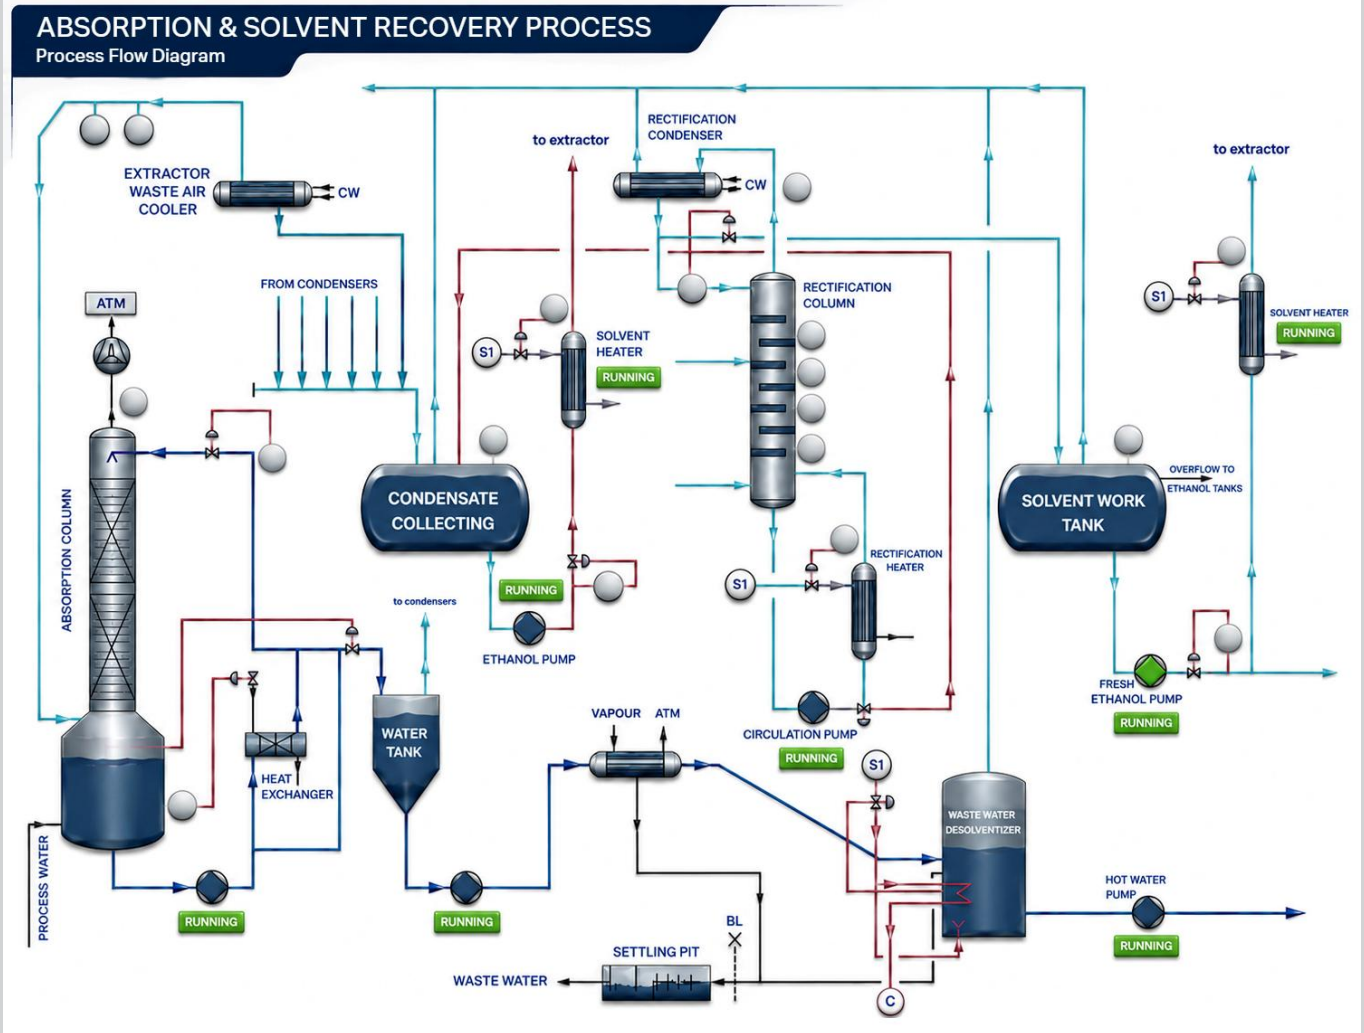 ABSORPTION & SOLVENT RECOVERY PROCESS
Process Flow Diagram
RECTIFICATION
CONDENSER
to extractor
to extractor
EXTRACTOR
WASTE AIR
COOLER
CW
CW
FROM CONDENSERS
RECTIFICATION
COLUMN
ATM
S1
SOLVENT
HEATER
RUNNING
S1
SOLVENT HEATER
RUNNING
ABSORPTION COLUMN
CONDENSATE
COLLECTING
SOLVENT WORK
TANK
OVERFLOW TO
ETHANOL TANKS
RECTIFICATION
HEATER
S1
RUNNING
to condensers
ETHANOL PUMP
FRESH
ETHANOL PUMP
RUNNING
WATER
TANK
VAPOUR
ATM
CIRCULATION PUMP
RUNNING
S1
HEAT
EXCHANGER
WASTE WATER
DESOLVENTIZER
PROCESS WATER
RUNNING
RUNNING
HOT WATER
PUMP
RUNNING
BL
SETTLING PIT
WASTE WATER
C